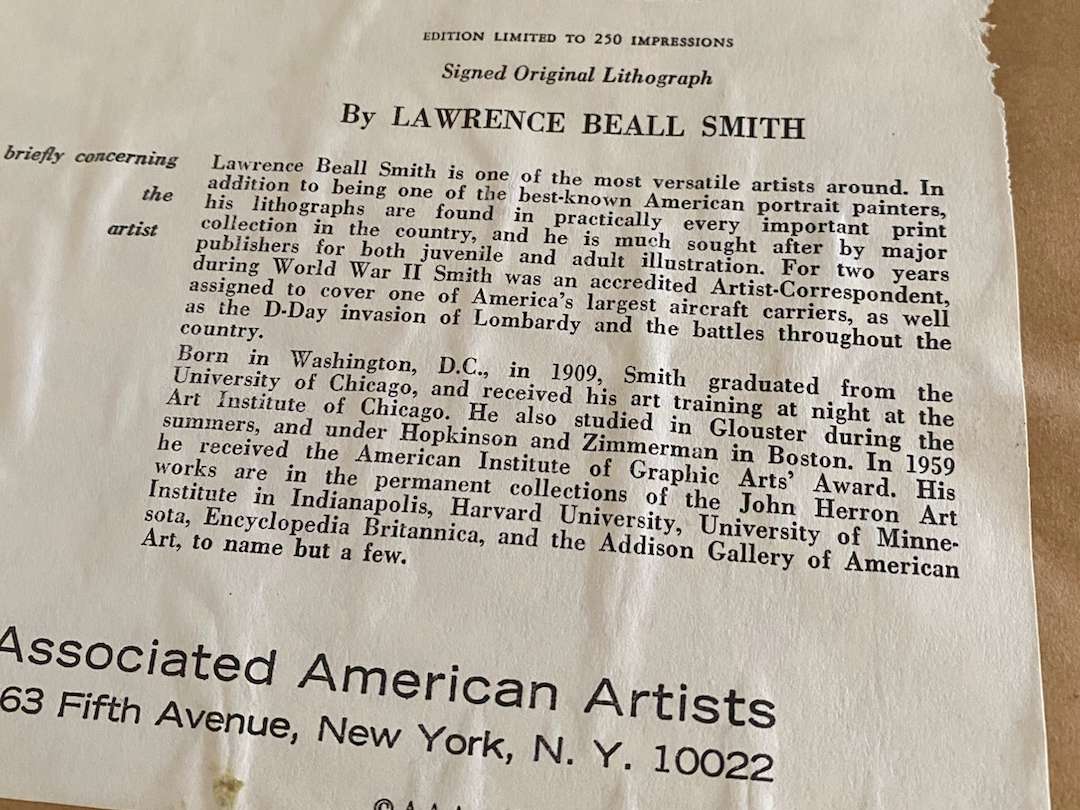 EDITION LIMITED TO 250 IMPRESSIONS
Signed Original Lithograph
By LAWRENCE BEALL SMITH
briefly concerning
the
artist
Lawrence Beall Smith is one of the most versatile artists around. In
addition to being one of the best-known American portrait painters,
his lithographs are found in practically every important print
collection in the country, and he is much sought after by major
publishers for both juvenile and adult illustration. For two years
during World War II Smith was an accredited Artist-Correspondent,
assigned to cover one of America's largest aircraft carriers, as well
as the D-Day invasion of Lombardy and the battles throughout the
country.
Born in Washington, D.C., in 1909, Smith graduated from the
University of Chicago, and received his art training at night at the
Art Institute of Chicago. He also studied in Glouster during the
summers, and under Hopkinson and Zimmerman in Boston. In 1959
he received the American Institute of Graphic Arts' Award. His
works are in the permanent collections of the John Herron Art
Institute in Indianapolis, Harvard University, University of Minne-
sota, Encyclopedia Britannica, and the Addison Gallery of American
Art, to name but a few.
Associated American Artists
63 Fifth Avenue, New York, N. Y. 10022